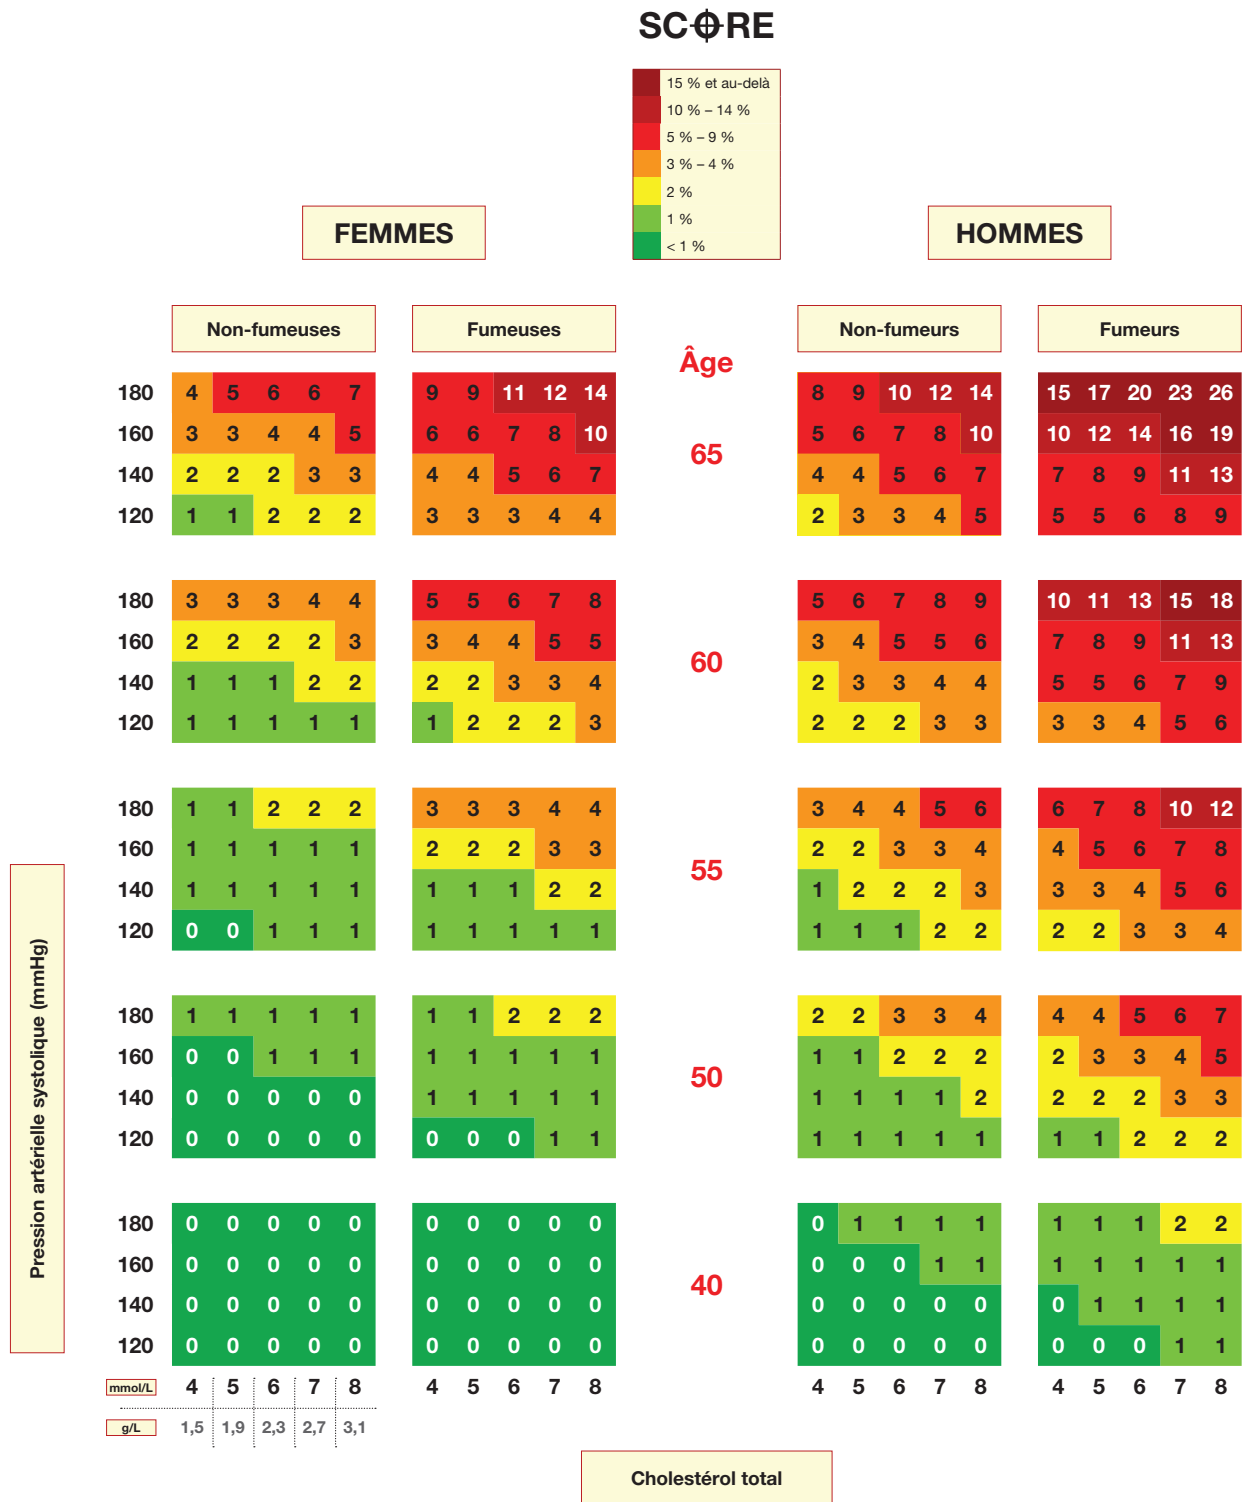 SCORE
15 % et au-delà
10 % – 14 %
5 % – 9 %
3 % – 4 %
2 %
1 %
< 1 %
FEMMES HOMMES
Non-fumeuses Fumeuses Non-fumeurs Fumeurs
Âge
180 4 5 6 6 7 9 9 11 12 14 8 9 10 12 14 15 17 20 23 26
160 3 3 4 4 5 6 6 7 8 10 5 6 7 8 10 10 12 14 16 19
65
140 2 2 2 3 3 4 4 5 6 7 4 4 5 6 7 7 8 9 11 13
120 1 1 2 2 2 3 3 3 4 4 2 3 3 4 5 5 5 6 8 9
180 3 3 3 4 4 5 5 6 7 8 5 6 7 8 9 10 11 13 15 18
160 2 2 2 2 3 3 4 4 5 5 3 4 5 5 6 7 8 9 11 13
60
140 1 1 1 2 2 2 2 3 3 4 2 3 3 4 4 5 5 6 7 9
120 1 1 1 1 1 1 2 2 2 3 2 2 2 3 3 3 3 4 5 6
180 1 1 2 2 2 3 3 3 4 4 3 4 4 5 6 6 7 8 10 12
160 1 1 1 1 1 2 2 2 3 3 2 2 3 3 4 4 5 6 7 8
55
140 1 1 1 1 1 1 1 1 2 2 1 2 2 2 3 3 3 4 5 6
120 0 0 1 1 1 1 1 1 1 1 1 1 1 2 2 2 2 3 3 4
180 1 1 1 1 1 1 1 2 2 2 2 2 3 3 4 4 4 5 6 7
160 0 0 1 1 1 1 1 1 1 1 1 1 2 2 2 2 3 3 4 5
50
140 0 0 0 0 0 1 1 1 1 1 1 1 1 1 2 2 2 2 3 3
120 0 0 0 0 0 0 0 0 1 1 1 1 1 1 1 1 1 2 2 2
180 0 0 0 0 0 0 0 0 0 0 0 1 1 1 1 1 1 1 2 2
160 0 0 0 0 0 0 0 0 0 0 0 0 0 1 1 1 1 1 1 1
40
140 0 0 0 0 0 0 0 0 0 0 0 0 0 0 0 0 1 1 1 1
120 0 0 0 0 0 0 0 0 0 0 0 0 0 0 0 0 0 0 1 1
Pression artérielle systolique (mmHg)
mmol/L 4 5 6 7 8 4 5 6 7 8 4 5 6 7 8 4 5 6 7 8
g/L 1,5 1,9 2,3 2,7 3,1
Cholestérol total